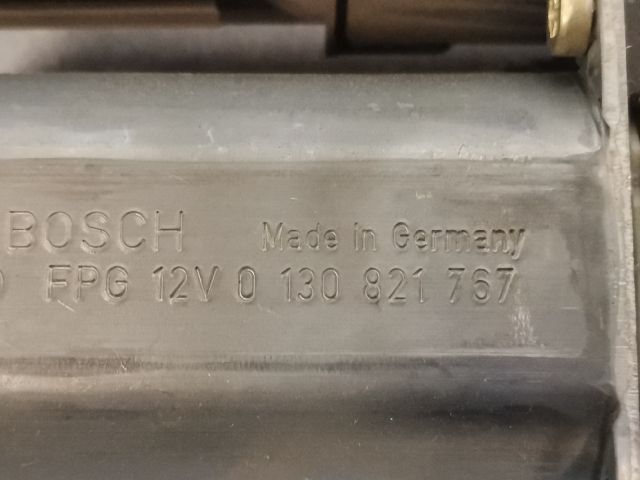 BOSCH Made in Germany
FPG 12V 0 130 821 767